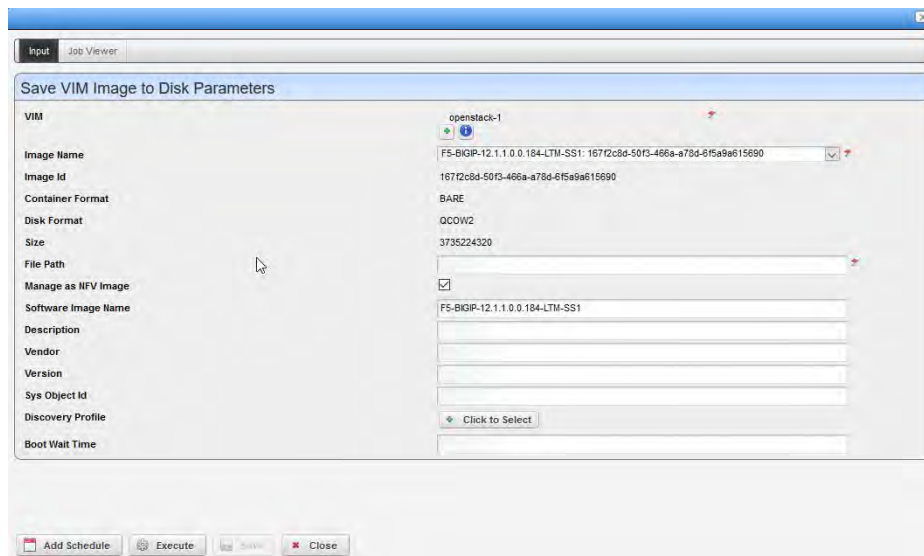 Input Job Viewer
Save VIM Image to Disk Parameters
VIM openstack-1
Image Name F5-BIGIP-12.1.1.0.0.184-LTM-SS1: 167f2c8d-50f3-466a-a78d-6f5a9a615690
Image Id 167f2c8d-50f3-466a-a78d-6f5a9a615690
Container Format BARE
Disk Format QCOW2
Size 3735224320
File Path
Manage as NFV Image
Software Image Name F5-BIGIP-12.1.1.0.0.184-LTM-SS1
Description
Vendor
Version
Sys Object Id
Discovery Profile Click to Select
Boot Wait Time
Add Schedule Execute Save Close